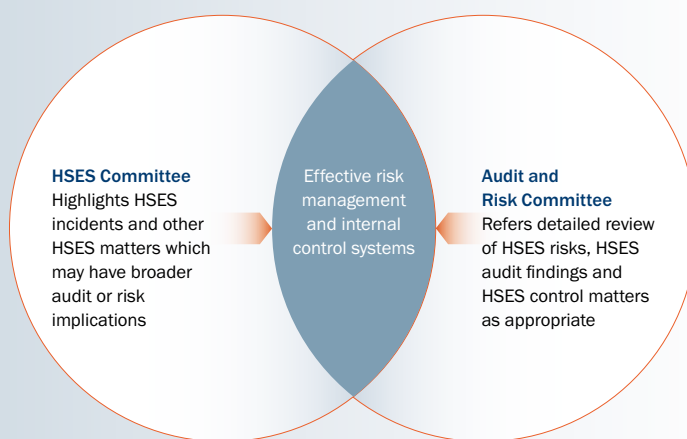 HSES Committee
Highlights HSES
incidents and other
HSES matters which
may have broader
audit or risk
implications
Effective risk
management
and internal
control systems
Audit and
Risk Committee
Refers detailed review
of HSES risks, HSES
audit findings and
HSES control matters
as appropriate